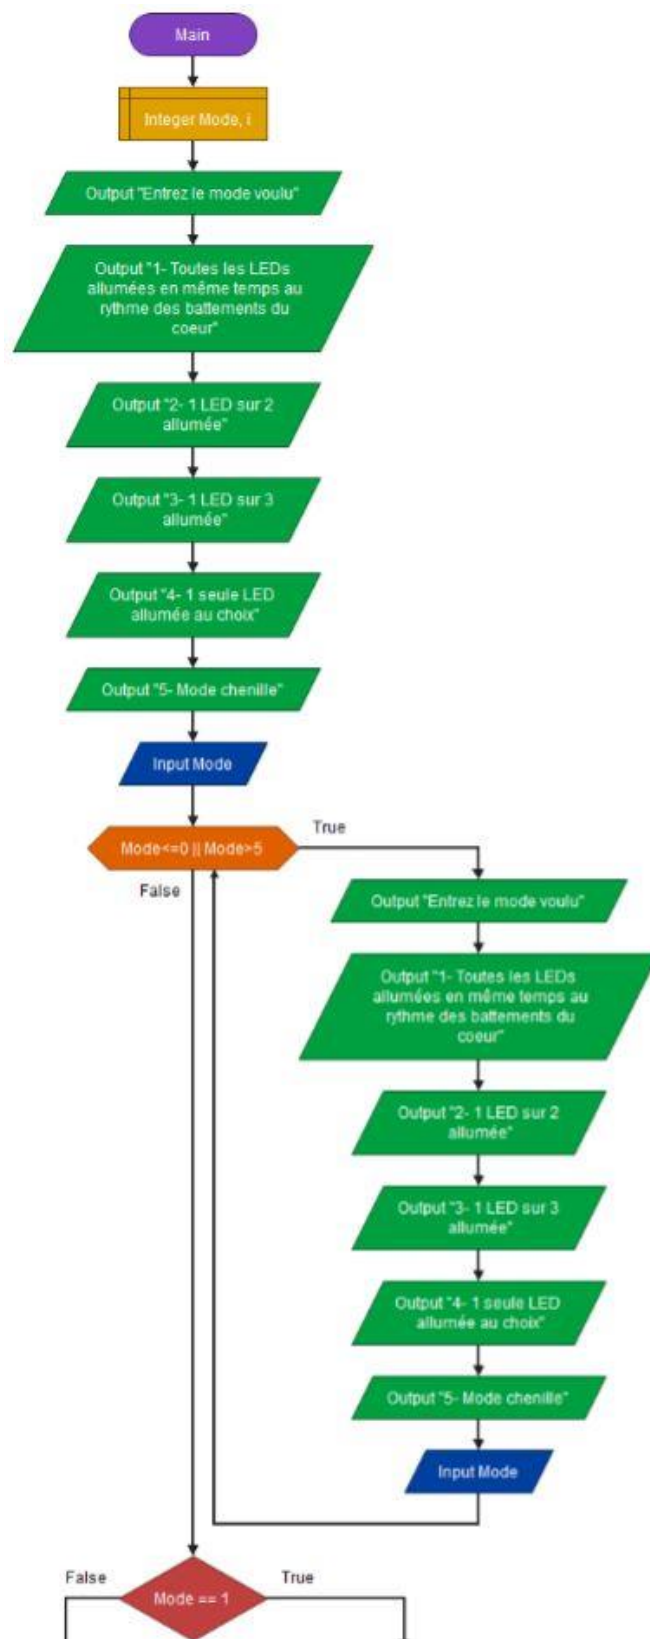 Main
Integer Mode, i
Output "Entrez le mode voulu"
Output "1- Toutes les LEDs
allumées en même temps au
rythme des battements du
coeur"
Output "2- 1 LED sur 2
allumée"
Output "3- 1 LED sur 3
allumée"
Output "4- 1 seule LED
allumée au choix"
Output "5- Mode chenille"
Input Mode
Mode<=0 || Mode>5
True
False
Output "Entrez le mode voulu"
Output "1- Toutes les LEDs
allumées en même temps au
rythme des battements du
coeur"
Output "2- 1 LED sur 2
allumée"
Output "3- 1 LED sur 3
allumée"
Output "4- 1 seule LED
allumée au choix"
Output "5- Mode chenille"
Input Mode
False
Mode == 1
True